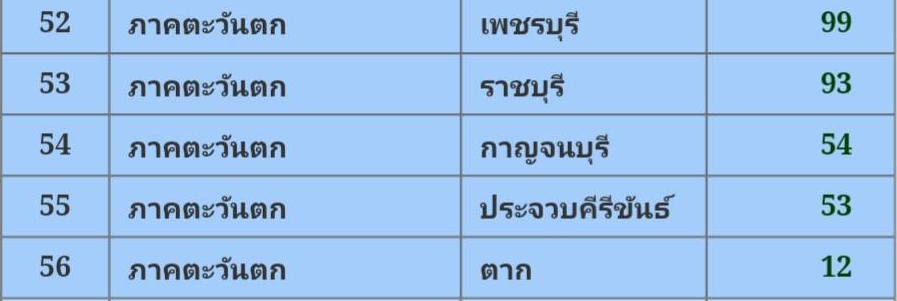 52 ภาคตะวันตก เพชรบุรี 99
53 ภาคตะวันตก ราชบุรี 93
54 ภาคตะวันตก กาญจนบุรี 54
55 ภาคตะวันตก ประจวบคีรีขันธ์ 53
56 ภาคตะวันตก ตาก 12